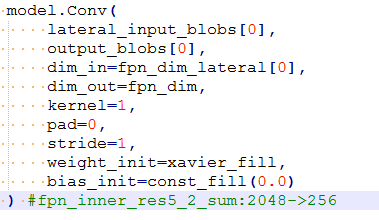 model.Conv(
    lateral_input_blobs[0],
    output_blobs[0],
    dim_in=fpn_dim_lateral[0],
    dim_out=fpn_dim,
    kernel=1,
    pad=0,
    stride=1,
    weight_init=xavier_fill,
    bias_init=const_fill(0.0)
) #fpn_inner_res5_2_sum:2048->256